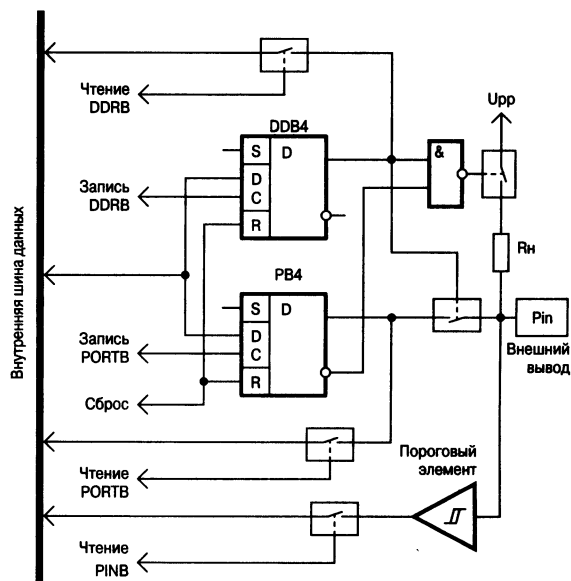 Чтение
DDRB
DDB4
Upp
S
D
D
C
R
&
Запись
DDRB
Rн
PB4
S
D
D
C
R
Pin
Внешний
вывод
Запись
PORTB
Сброс
Внутренняя шина данных
Чтение
PORTB
Пороговый
элемент
Чтение
PINB